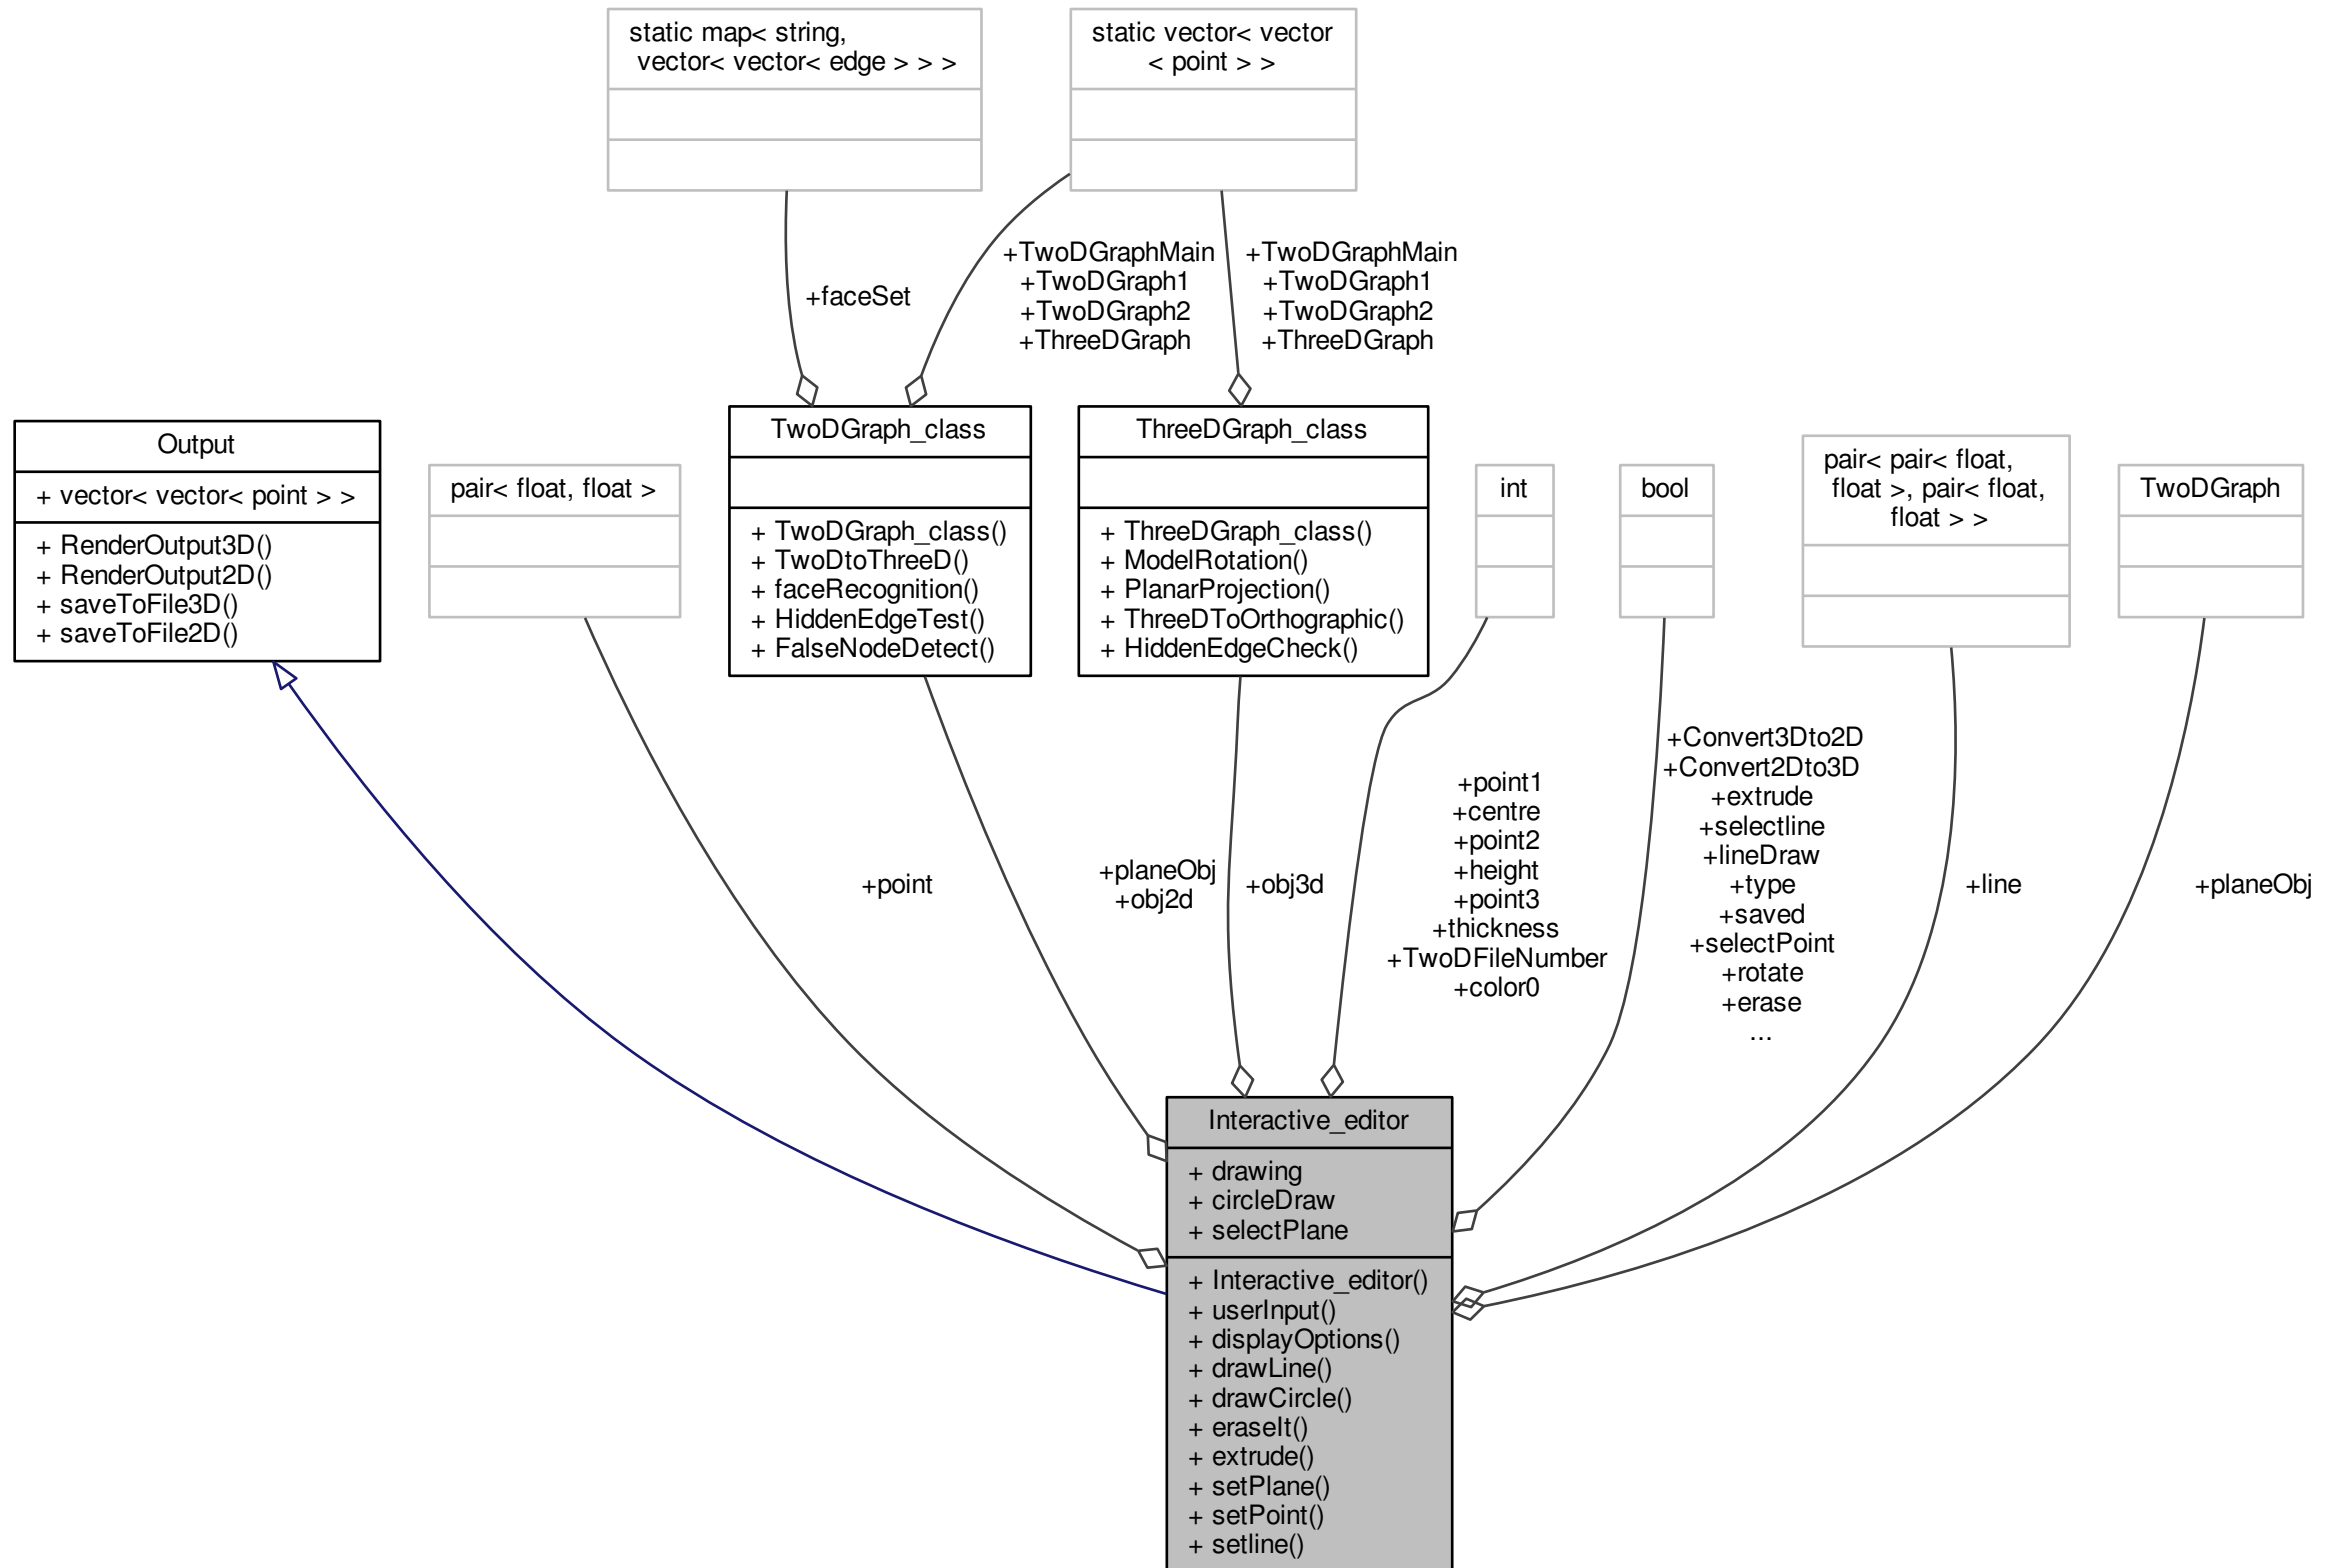 static map< string,
vector< vector< edge > > >
static vector< vector
< point > >
+faceSet
+TwoDGraphMain
+TwoDGraph1
+TwoDGraph2
+ThreeDGraph
+TwoDGraphMain
+TwoDGraph1
+TwoDGraph2
+ThreeDGraph
Output
+ vector< vector< point > >
+ RenderOutput3D()
+ RenderOutput2D()
+ saveToFile3D()
+ saveToFile2D()
pair< float, float >
TwoDGraph_class
+ TwoDGraph_class()
+ TwoDtoThreeD()
+ faceRecognition()
+ HiddenEdgeTest()
+ FalseNodeDetect()
ThreeDGraph_class
+ ThreeDGraph_class()
+ ModelRotation()
+ PlanarProjection()
+ ThreeDToOrthographic()
+ HiddenEdgeCheck()
int
bool
pair< pair< float,
float >, pair< float,
float > >
TwoDGraph
+point
+planeObj
+obj2d
+obj3d
+point1
+centre
+point2
+height
+point3
+thickness
+TwoDFileNumber
+color0
+Convert3Dto2D
+Convert2Dto3D
+extrude
+selectline
+lineDraw
+type
+saved
+selectPoint
+rotate
+erase
...
+line
+planeObj
Interactive_editor
+ drawing
+ circleDraw
+ selectPlane
+ Interactive_editor()
+ userInput()
+ displayOptions()
+ drawLine()
+ drawCircle()
+ eraseIt()
+ extrude()
+ setPlane()
+ setPoint()
+ setline()